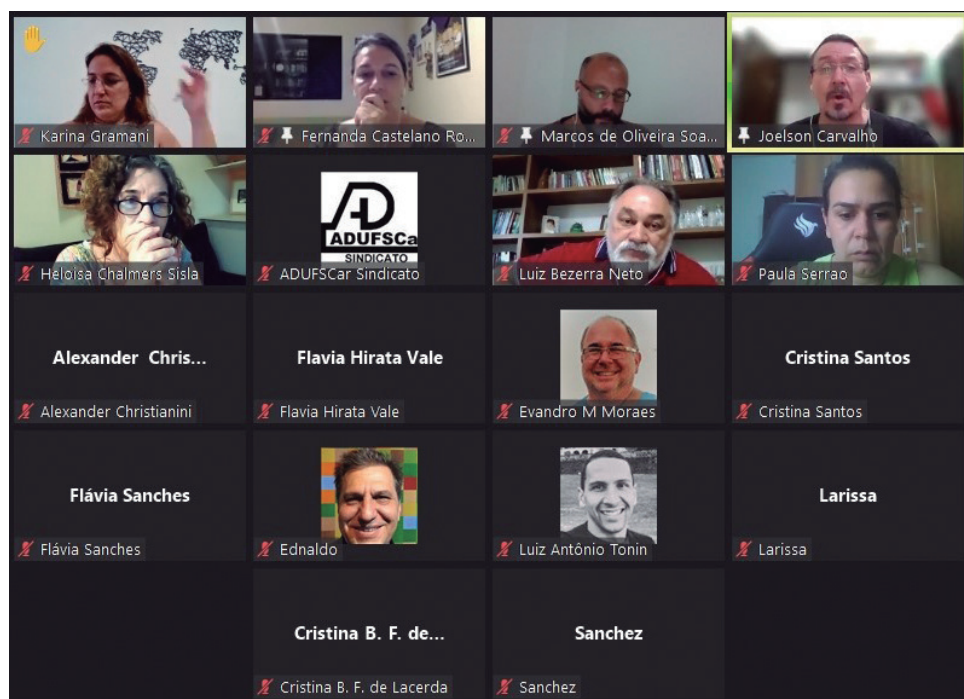 Karina Gramani
Fernanda Castelano Ro...
Marcos de Oliveira Soa...
Joelson Carvalho
Heloisa Chalmers Sisla
AD
ADUFSCa
SINDICATO
ADUFSCar Sindicato
Luiz Bezerra Neto
Paula Serrao
Alexander Chris...
Alexander Christianini
Flavia Hirata Vale
Flavia Hirata Vale
Evandro M Moraes
Cristina Santos
Cristina Santos
Flávia Sanches
Flávia Sanches
Ednaldo
Luiz Antônio Tonin
Larissa
Larissa
Cristina B. F. de...
Cristina B. F. de Lacerda
Sanchez
Sanchez